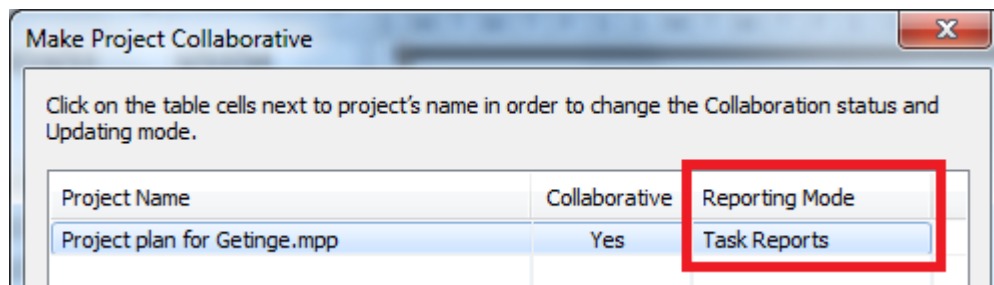 Make Project Collaborative
Click on the table cells next to project's name in order to change the Collaboration status and
Updating mode.
Project Name Collaborative Reporting Mode
Project plan for Getinge.mpp Yes Task Reports